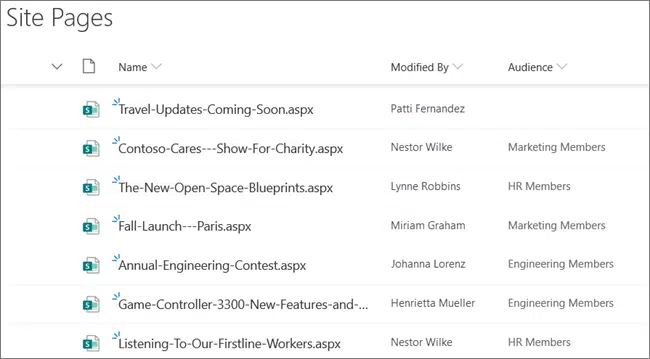 Site Pages
Name Modified By Audience
Travel-Updates-Coming-Soon.aspx Patti Fernandez
Contoso-Cares---Show-For-Charity.aspx Nestor Wilke Marketing Members
The-New-Open-Space-Blueprints.aspx Lynne Robbins HR Members
Fall-Launch---Paris.aspx Miriam Graham Marketing Members
Annual-Engineering-Contest.aspx Johanna Lorenz Engineering Members
Game-Controller-3300-New-Features-and-... Henrietta Mueller Engineering Members
Listening-To-Our-Firstline-Workers.aspx Nestor Wilke HR Members